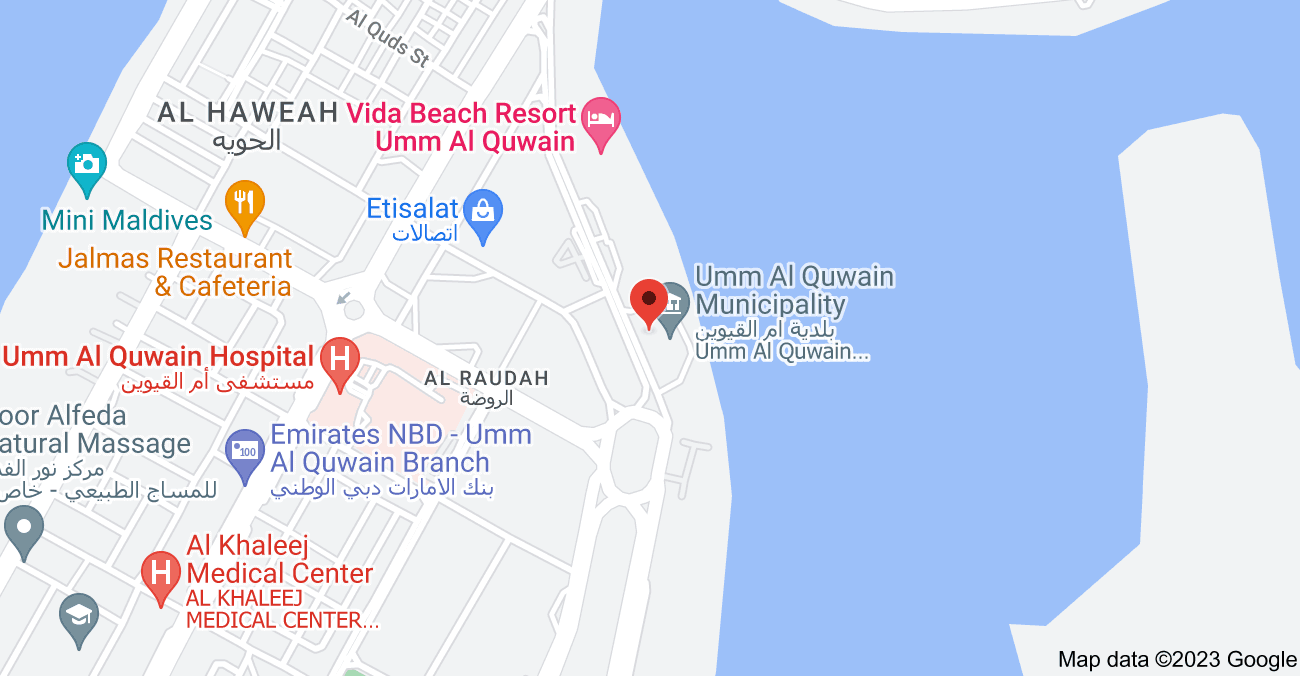 Al Quds St
AL HAWEAH
الحويه
Vida Beach Resort
Umm Al Quwain
Mini Maldives
Etisalat
اتصالات
Jalmas Restaurant
& Cafeteria
Umm Al Quwain
Municipality
بلدية ام القيوين
Umm Al Quwain...
Umm Al Quwain Hospital
مستشفى أم القيوين
AL RAUDAH
الروضة
oor Alfeda
atural Massage
مركز نور الفد
للمساج الطبيعي - خاص
Emirates NBD - Umm
Al Quwain Branch
بنك الامارات دبي الوطني
100
Al Khaleej
Medical Center
AL KHALEEJ
MEDICAL CENTER...
H
H
Map data ©2023 Google